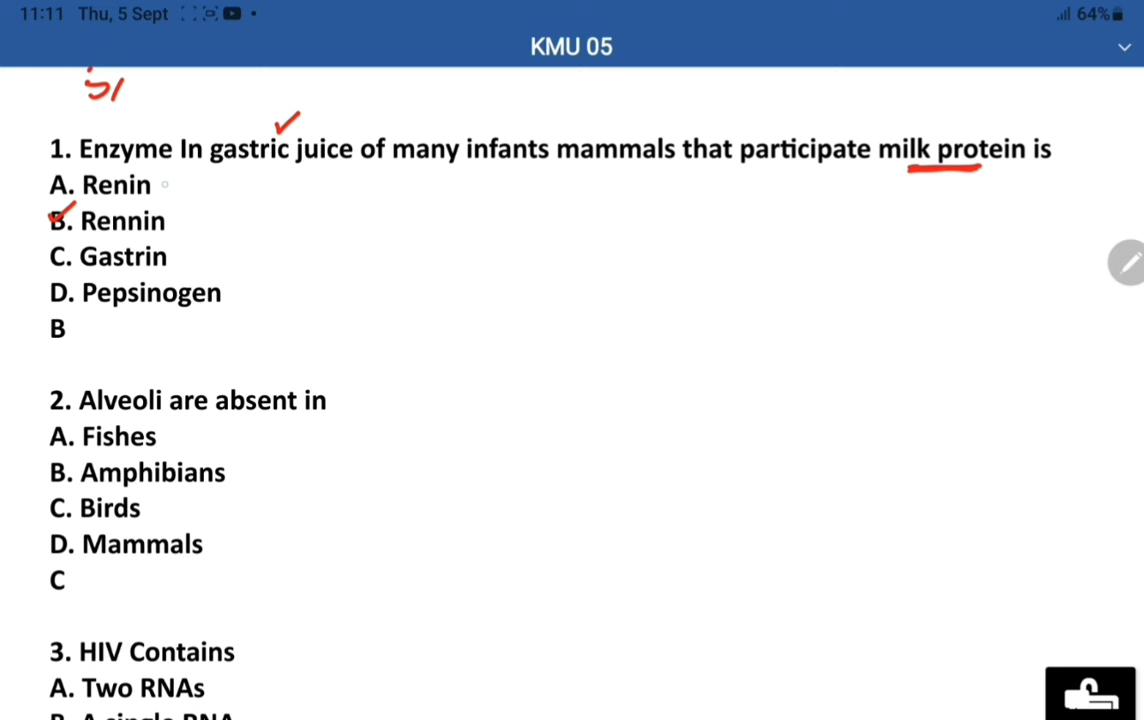 11:11 Thu, 5 Sept
64%
KMU 05
1. Enzyme In gastric juice of many infants mammals that participate milk protein is
A. Renin
B. Rennin
C. Gastrin
D. Pepsinogen
B
2. Alveoli are absent in
A. Fishes
B. Amphibians
C. Birds
D. Mammals
C
3. HIV Contains
A. Two RNAs